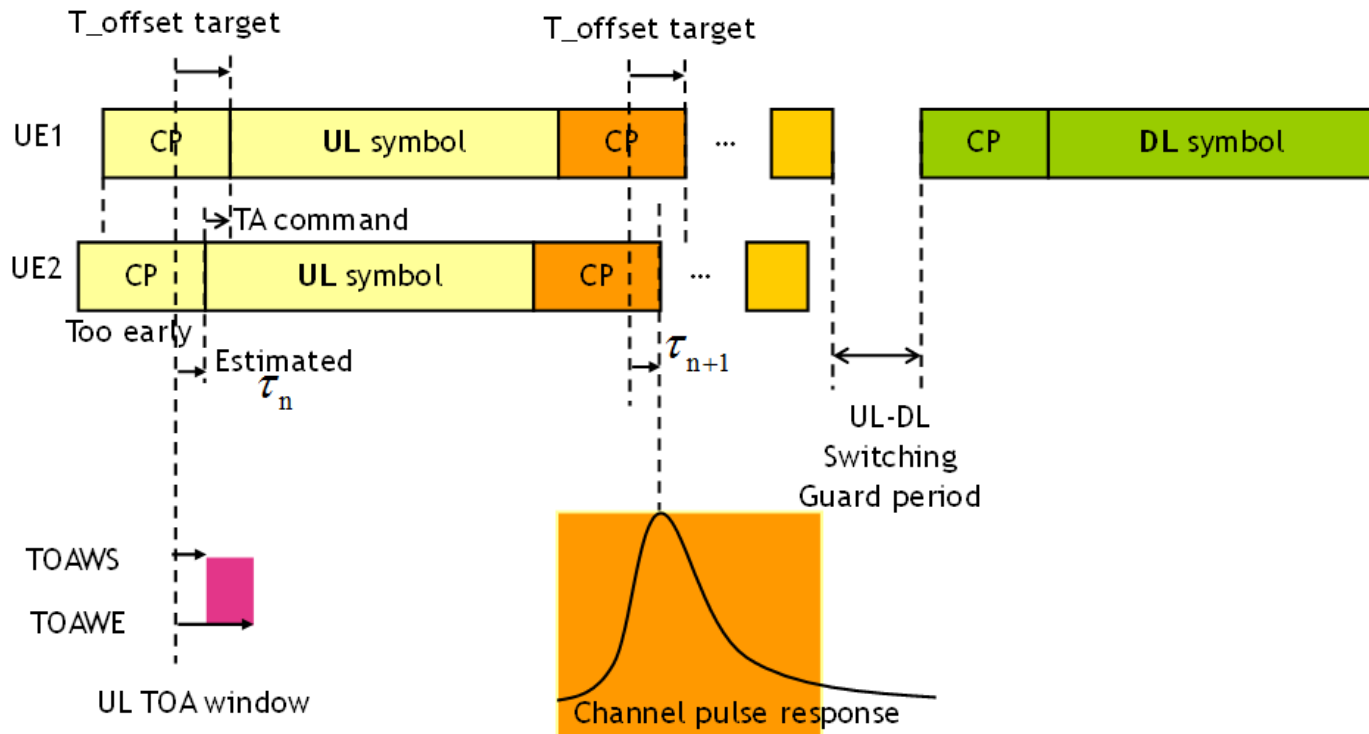 T_offset target
T_offset target
UE1
CP
UL symbol
CP
...
CP
DL symbol
TA command
UE2
CP
UL symbol
CP
...
Too early
Estimated
τn
τn+1
UL-DL
Switching
Guard period
TOAWS
TOAWE
UL TOA window
Channel pulse response